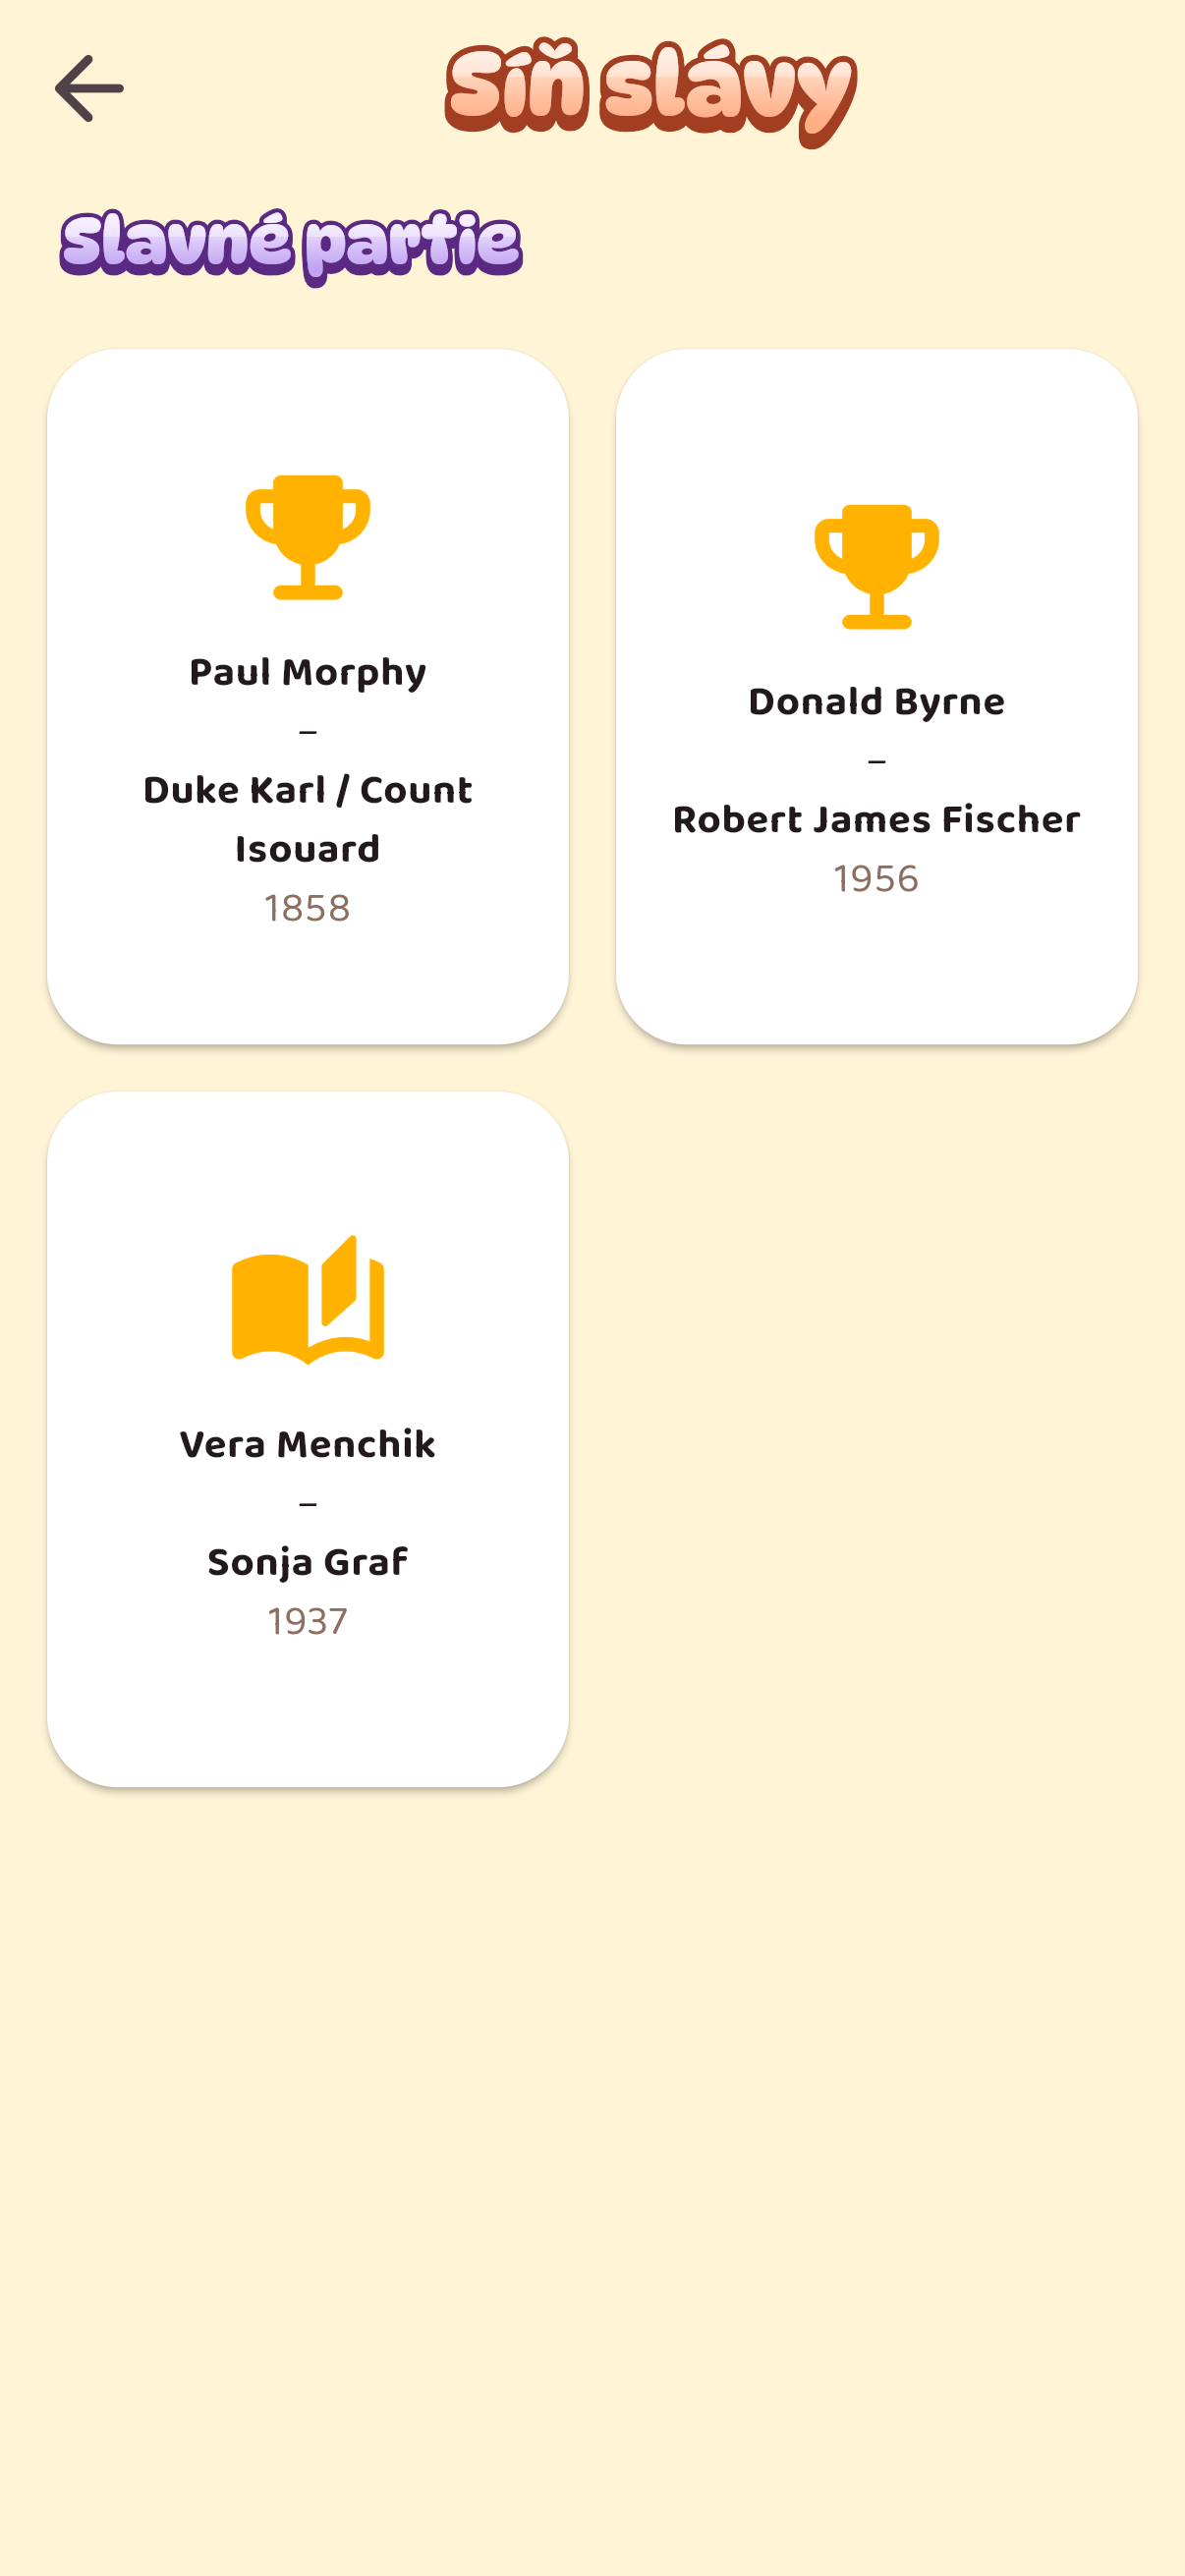 Síň slávy
Slavné partie
Paul Morphy
–
Duke Karl / Count
Isouard
1858
Donald Byrne
–
Robert James Fischer
1956
Vera Menchik
–
Sonja Graf
1937